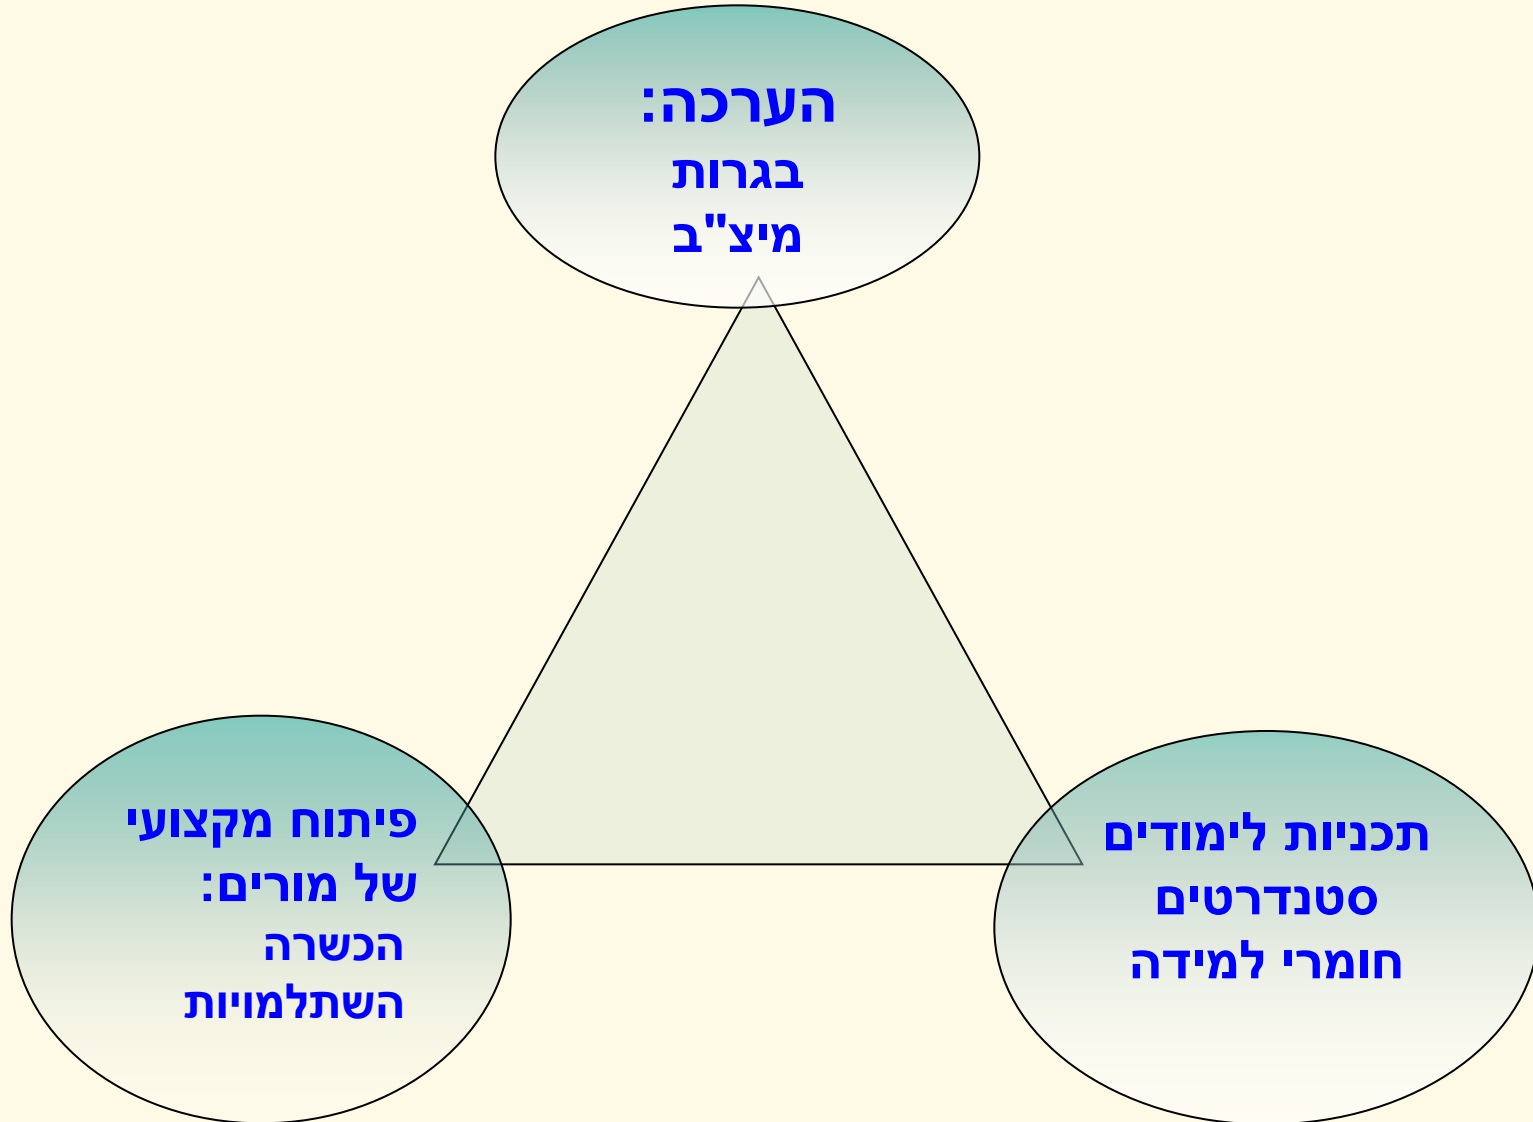 הערכה:
בגרות
מיצ"ב
תכניות לימודים
סטנדרטים
חומרי למידה
פיתוח מקצועי
של מורים:
הכשרה
השתלמויות